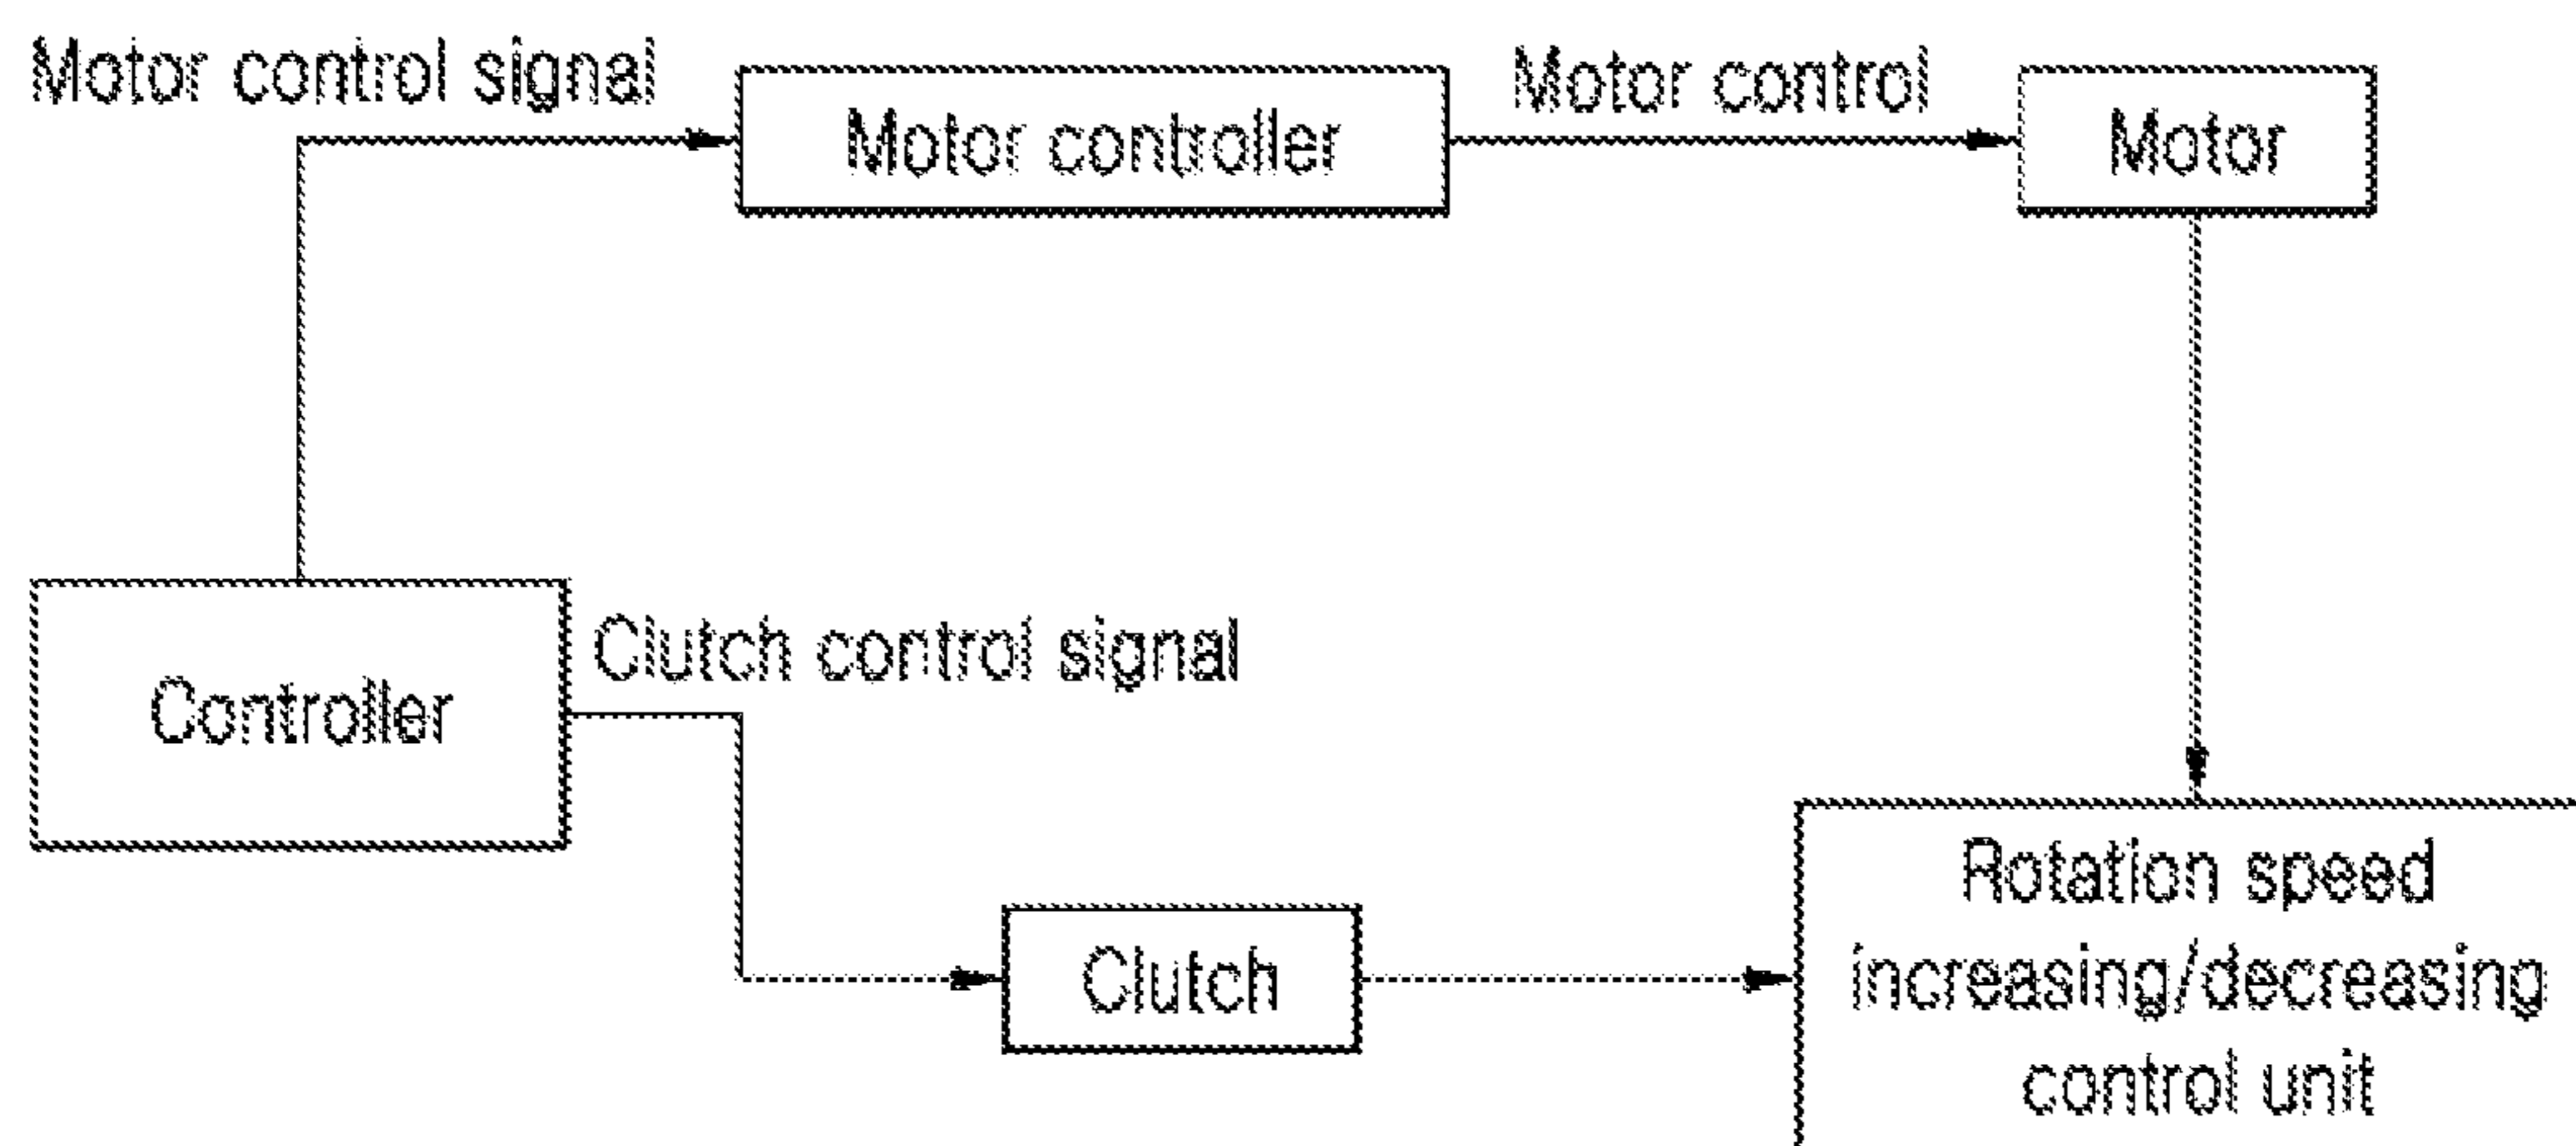 Motor control signal
Motor controller
Motor control
Motor
Controller
Clutch control signal
Clutch
Rotation speed
increasing/decreasing
control unit